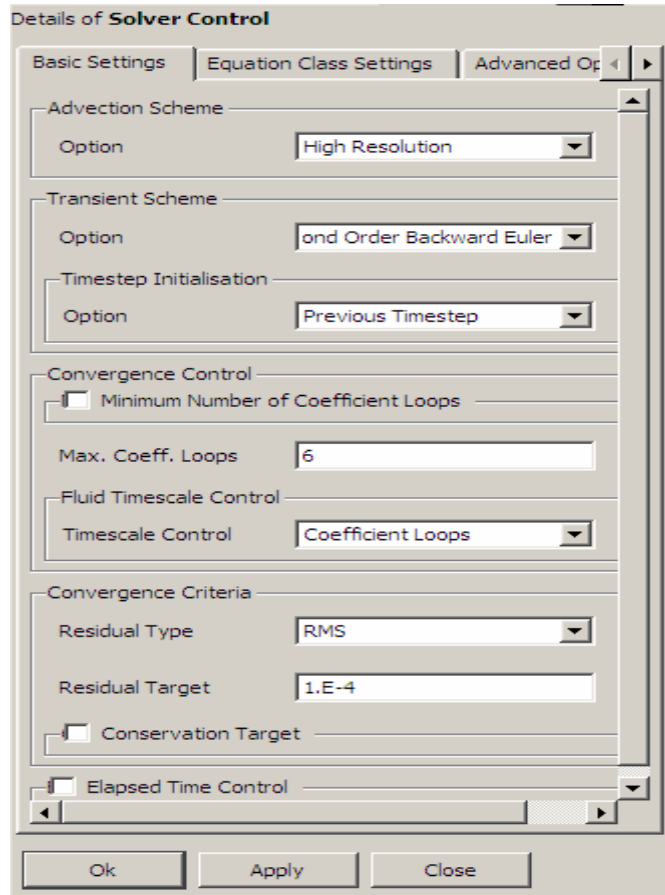 Details of Solver Control
Basic Settings Equation Class Settings Advanced Op
Advection Scheme
Option High Resolution
Transient Scheme
Option ond Order Backward Euler
Timestep Initialisation
Option Previous Timestep
Convergence Control
Minimum Number of Coefficient Loops
Max. Coeff. Loops 6
Fluid Timescale Control
Timescale Control Coefficient Loops
Convergence Criteria
Residual Type RMS
Residual Target 1.E-4
Conservation Target
Elapsed Time Control
Ok Apply Close